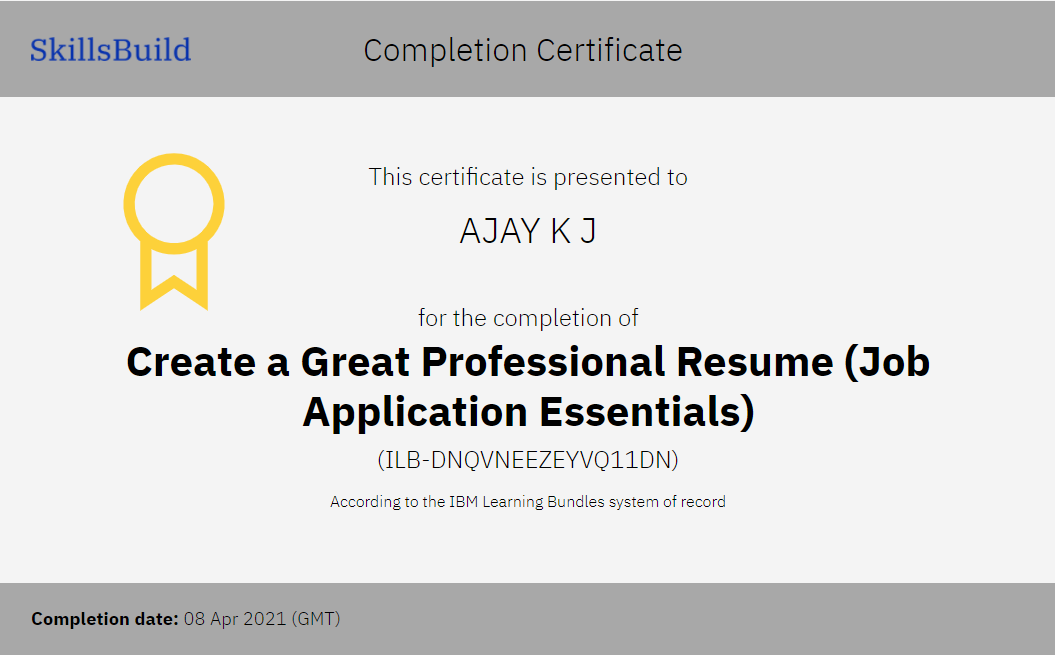 SkillsBuild
Completion Certificate
This certificate is presented to
AJAY K J
for the completion of
Create a Great Professional Resume (Job
Application Essentials)
(ILB-DNQVNEEZEYVQ11DN)
According to the IBM Learning Bundles system of record
Completion date: 08 Apr 2021 (GMT)